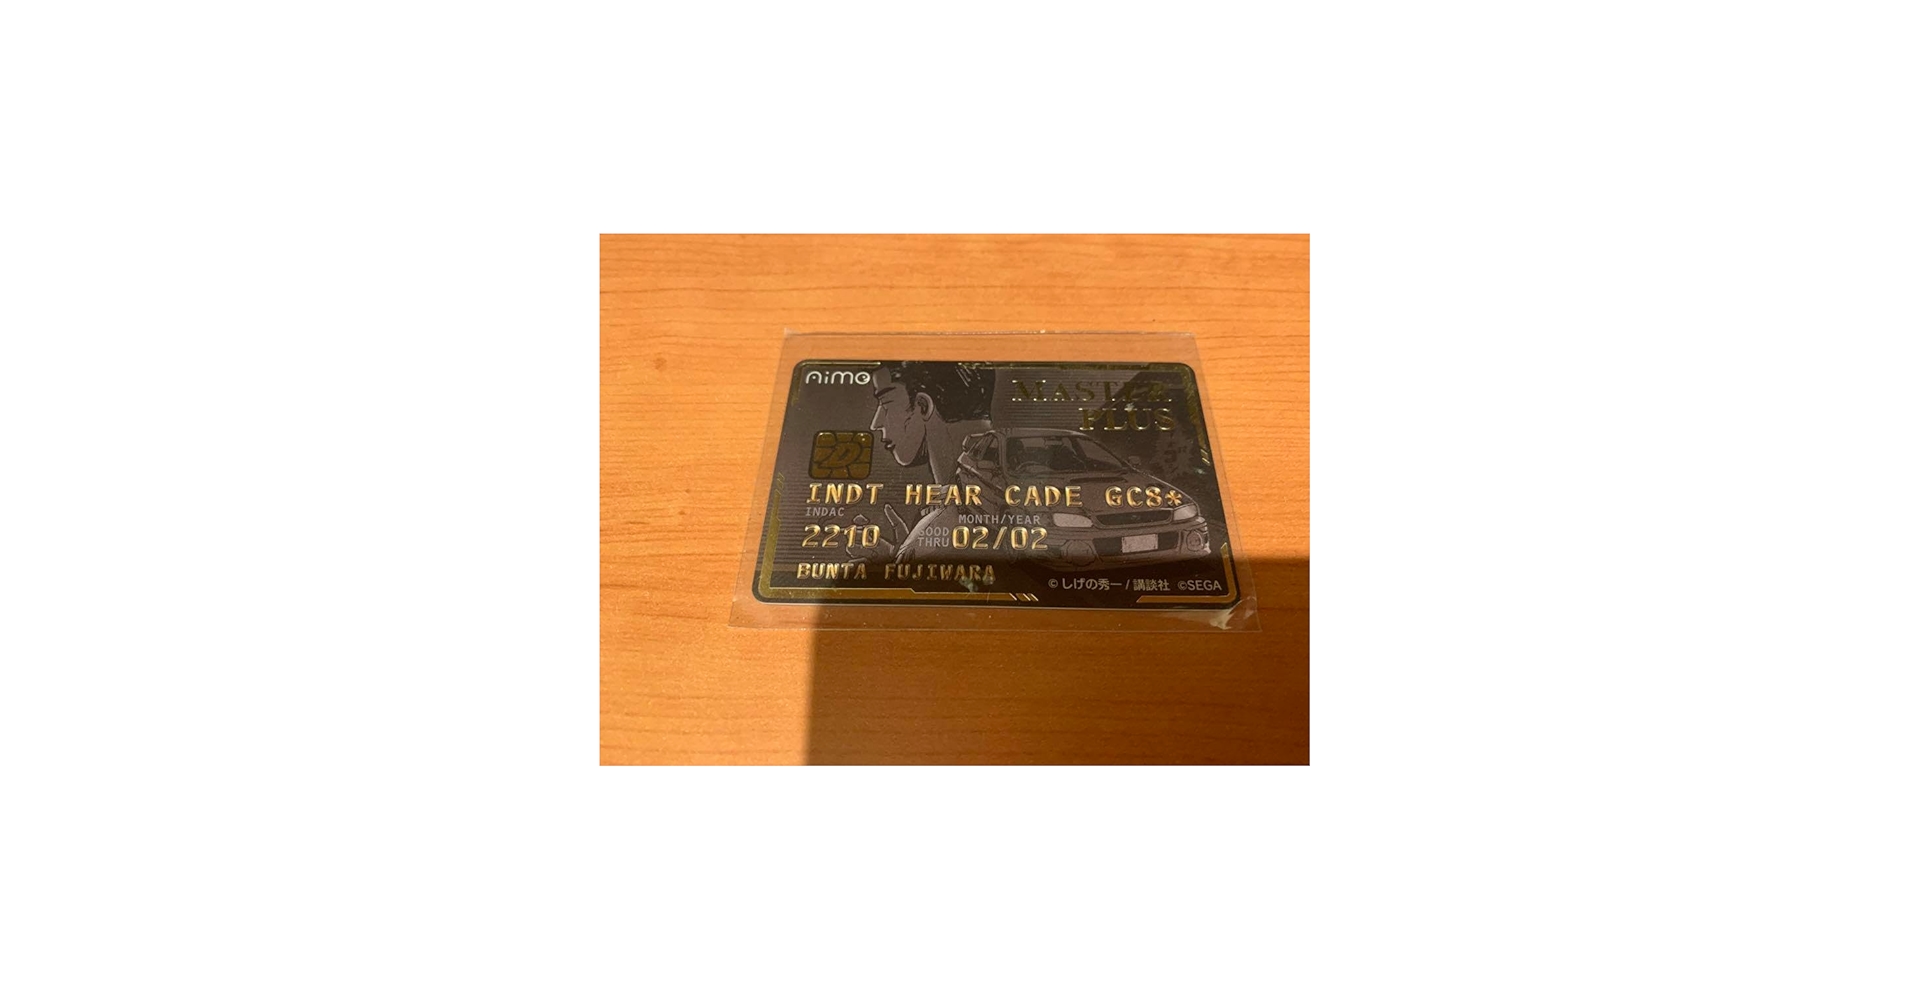 Aime
MASTER
PLUS
D
INDT HEAR CADE GC8*
INDAC
MONTH/YEAR
2210 GOOD THRU 02/02
BUNTA FUJIWARA
© しげの秀一 / 講談社 ©SEGA